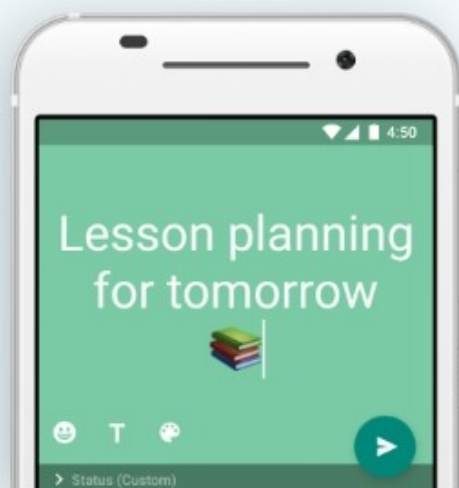 4:50
Lesson planning
for tomorrow
📚
T
> Status (Custom)